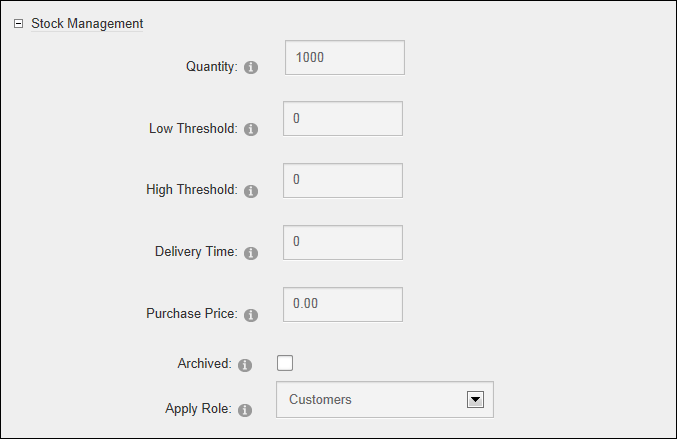 Stock Management
Quantity: 1000
Low Threshold: 0
High Threshold: 0
Delivery Time: 0
Purchase Price: 0.00
Archived:
Apply Role: Customers